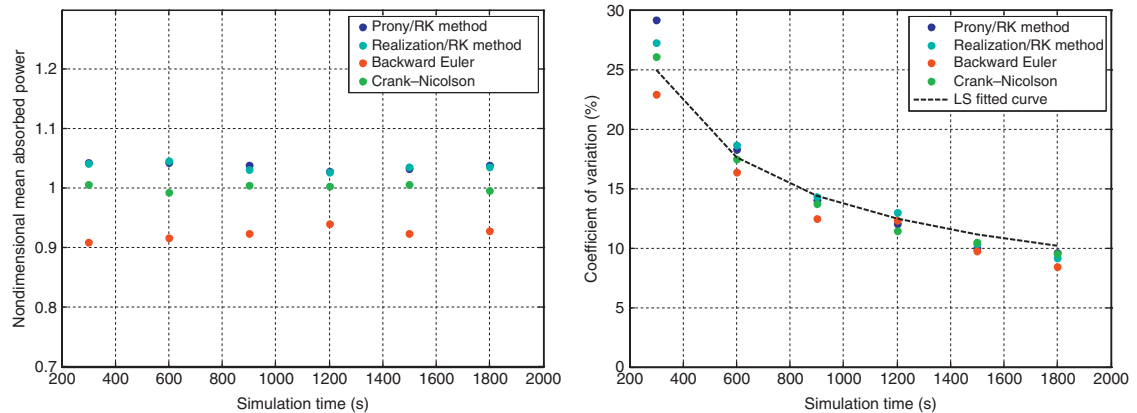 Nondimensional mean absorbed power
1.2
1.1
1
0.9
0.8
0.7
200 400 600 800 1000 1200 1400 1600 1800 2000
Simulation time (s)
Prony/RK method
Realization/RK method
Backward Euler
Crank–Nicolson
Coefficient of variation (%)
30
25
20
15
10
5
0
200 400 600 800 1000 1200 1400 1600 1800 2000
Simulation time (s)
Prony/RK method
Realization/RK method
Backward Euler
Crank–Nicolson
LS fitted curve